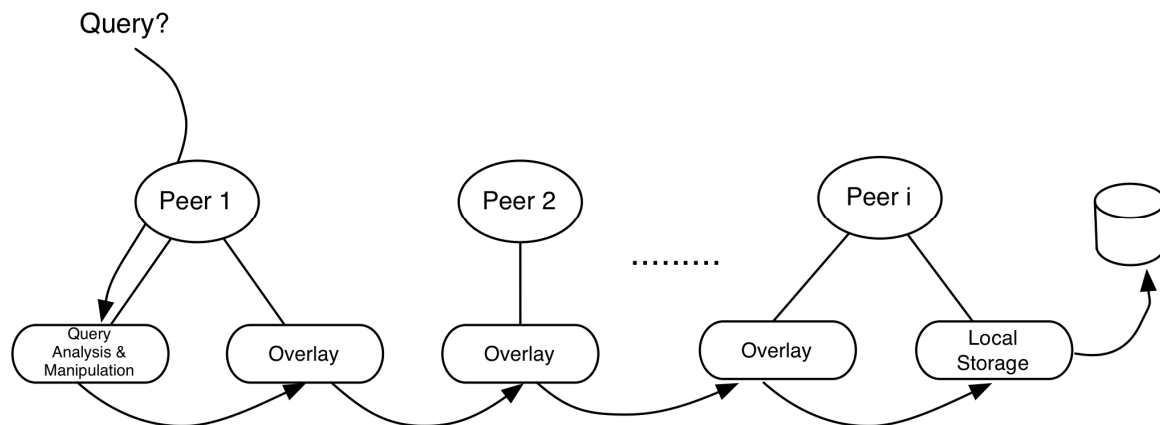 Query?
Peer 1
Peer 2
Peer i
.........
Query
Analysis &
Manipulation
Overlay
Overlay
Overlay
Local
Storage